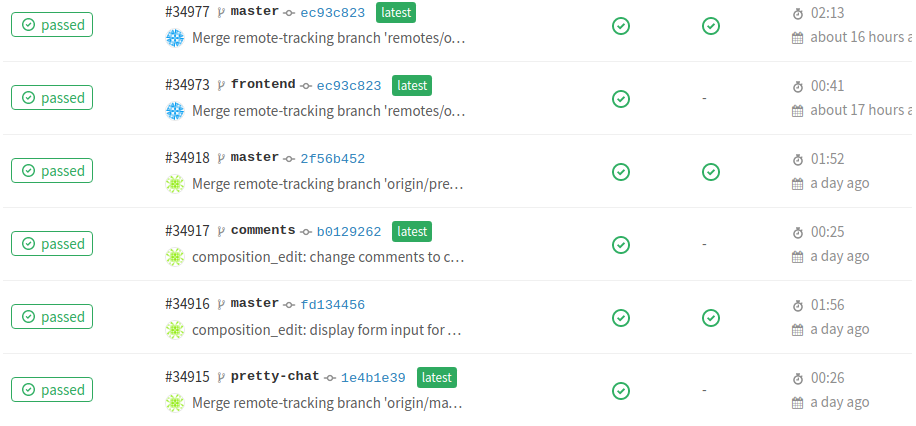 passed #34977 master ec93c823 latest 02:13
Merge remote-tracking branch 'remotes/o... about 16 hours a
passed #34973 frontend ec93c823 latest - 00:41
Merge remote-tracking branch 'remotes/o... about 17 hours a
passed #34918 master 2f56b452 01:52
Merge remote-tracking branch 'origin/pre... a day ago
passed #34917 comments b0129262 latest - 00:25
composition_edit: change comments to c... a day ago
passed #34916 master fd134456 01:56
composition_edit: display form input for ... a day ago
passed #34915 pretty-chat 1e4b1e39 latest - 00:26
Merge remote-tracking branch 'origin/ma... a day ago